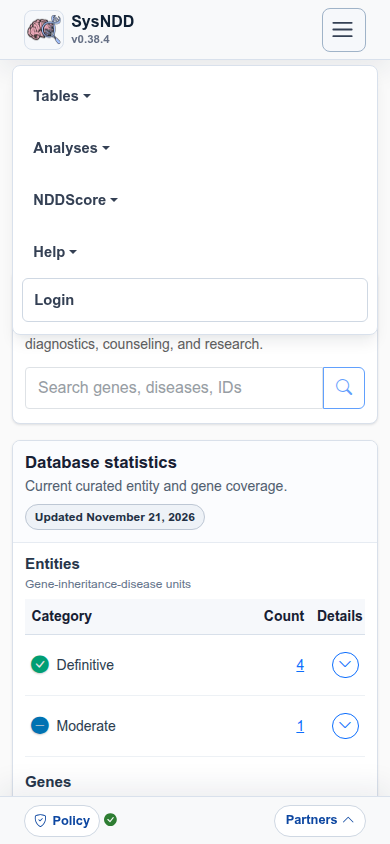 SysNDD
v0.38.4
Tables
Analyses
NDDScore
Help
Login
diagnostics, counseling, and research.
Search genes, diseases, IDs
Database statistics
Current curated entity and gene coverage.
Updated November 21, 2026
Entities
Gene-inheritance-disease units
Category Count Details
Definitive 4
Moderate 1
Genes
Policy Partners